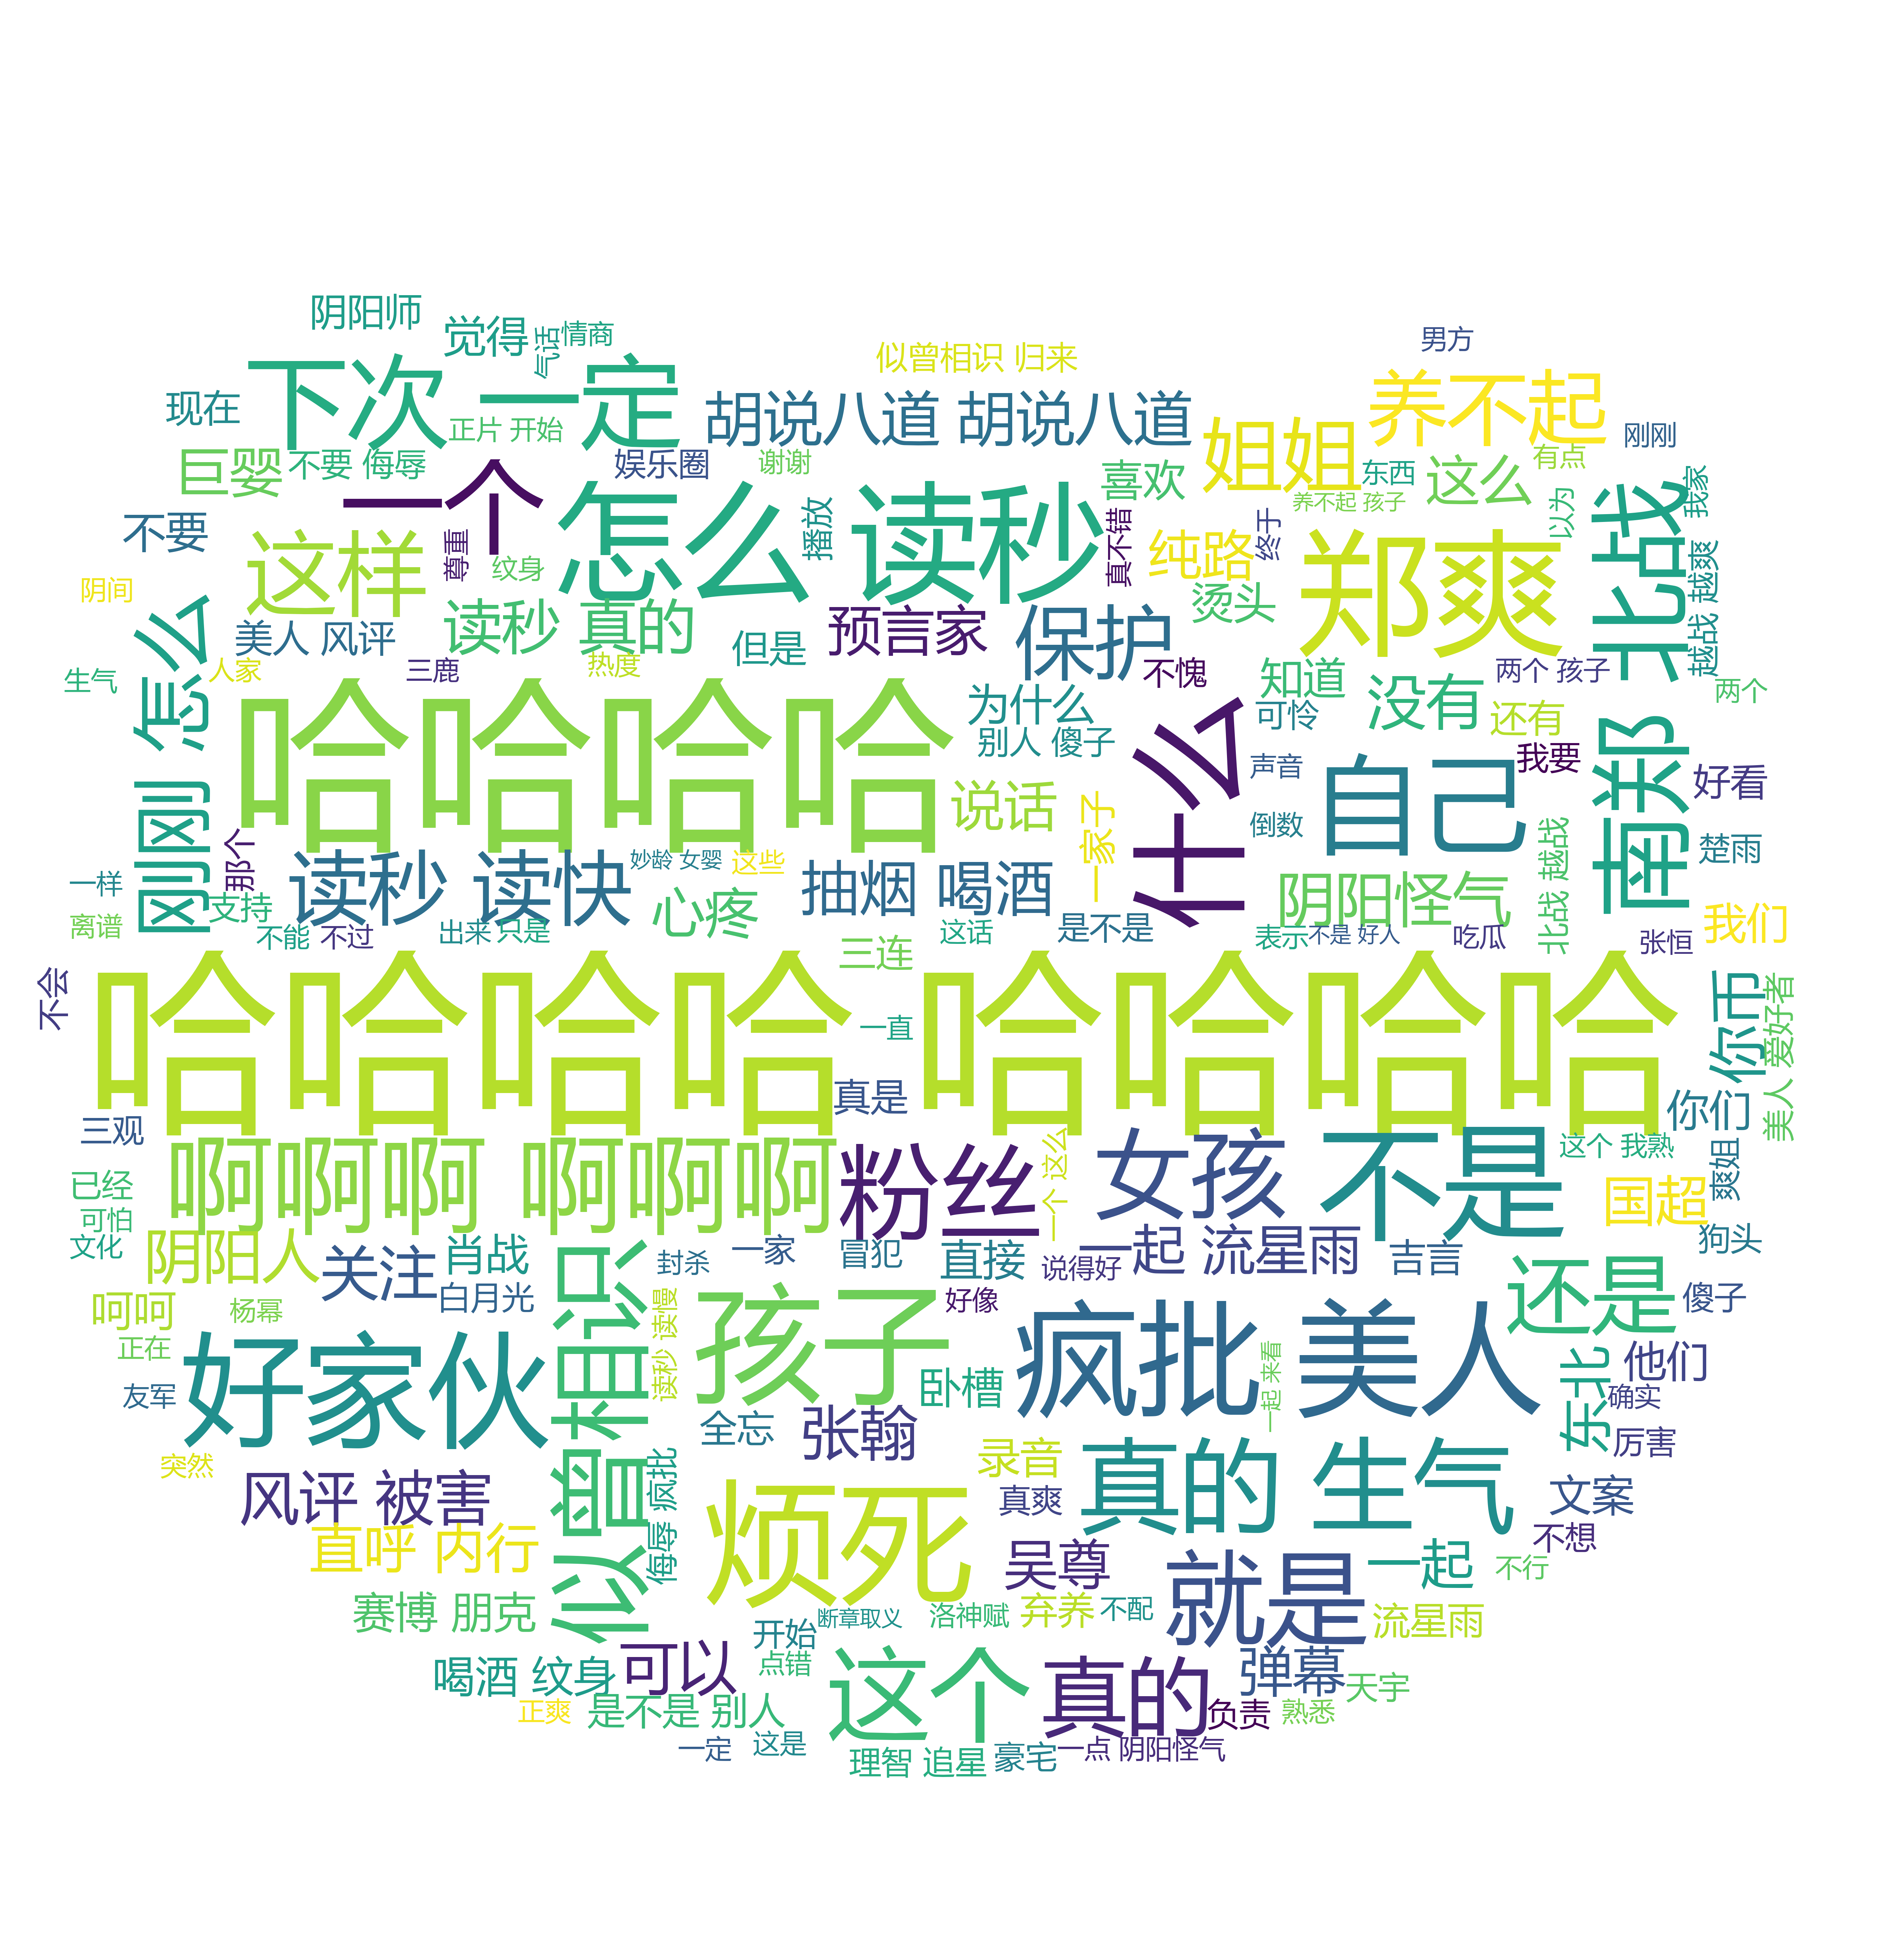 阴阳师
觉得
气话
情商
男方
似曾相识 归来
现在
下次 一定
正片 开始
胡说八道 胡说八道
姐姐
养不起
刚刚
巨婴
不要 侮辱
娱乐圈
谢谢
喜欢
东西
这么
有点
我家
不要
一个
怎么
播放
读秒
真不错
养不起 孩子
以为
北战
这样
尊重
纹身
纯路
终于
郑爽
越战 越爽
阴间
怎么
美人 风评
读秒 真的
但是
预言家
保护
烫头
生气
人家
三鹿
热度
不愧
知道
没有
两个 孩子
两个
哈哈哈哈
为什么
别人 傻子
什么
可怜
还有
南郑
说话
声音
自己
我要
好看
刚刚
一家子
倒数
楚雨
一样
那个
读秒 读快
妙龄 女婴
这些
抽烟 喝酒
阴阳怪气
北战 越战
离谱
支持
心疼
我们
不能
不过
出来
只是
三连
这话
是不是
表示
不是 好人
吃瓜
张恒
不会
哈哈哈哈 哈哈哈哈
一直
你市
美人 爱好者
三观
真是
你们
啊啊啊 啊啊啊
粉丝
一个 这么
女孩
不是
这个 我熟
爽姐
已经
国超
可怕
文化
阴阳人
关注
肖战
似曾相识
封杀
一家
冒犯
直接
说得好
一起 流星雨
吉言
还是
狗头
呵呵
杨幂
白月光
读秒 读慢
孩子
好像
疯批 美人
傻子
正在
好家伙
一起 来看
东北
他们
友军
卧槽
确实
全忘
张翰
厉害
突然
风评 被害
侮辱 疯批
烦死
录音
真的 生气
真爽
文案
直呼 内行
吴尊
就是
一起
不想
不行
赛博 朋克
断章取义
洛神赋
弃养
不配
流星雨
喝酒 纹身
可以
开始
点错
这个
真的
弹幕
天宇
正爽
是不是 别人
负责
熟悉
一定
这是
理智 追星
豪宅
一点 阴阳怪气